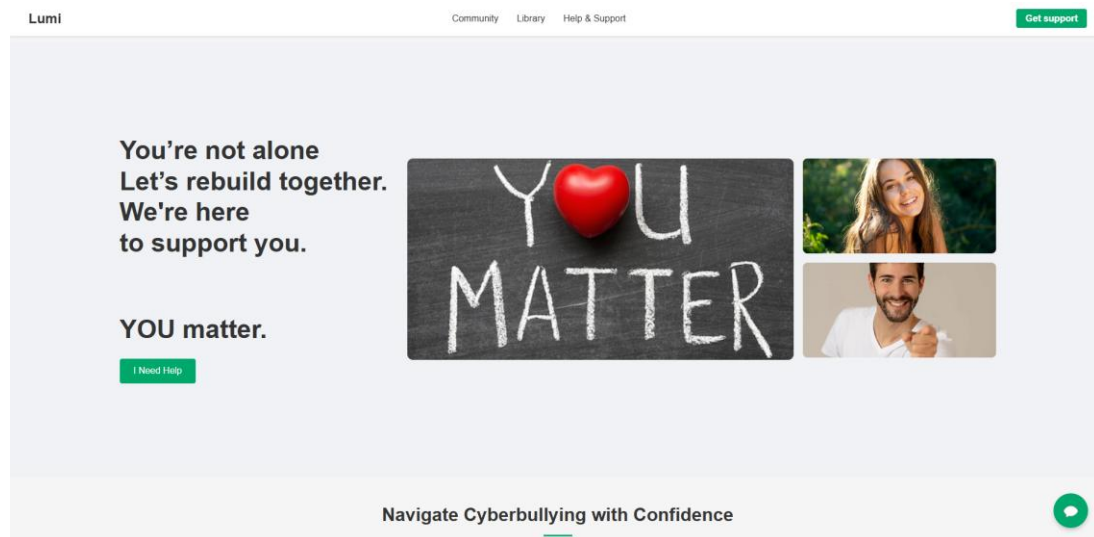 Lumi
Community Library Help & Support
Get support
You’re not alone
Let’s rebuild together.
We're here
to support you.
YOU matter.
I Need Help
YOU
MATTER
Navigate Cyberbullying with Confidence